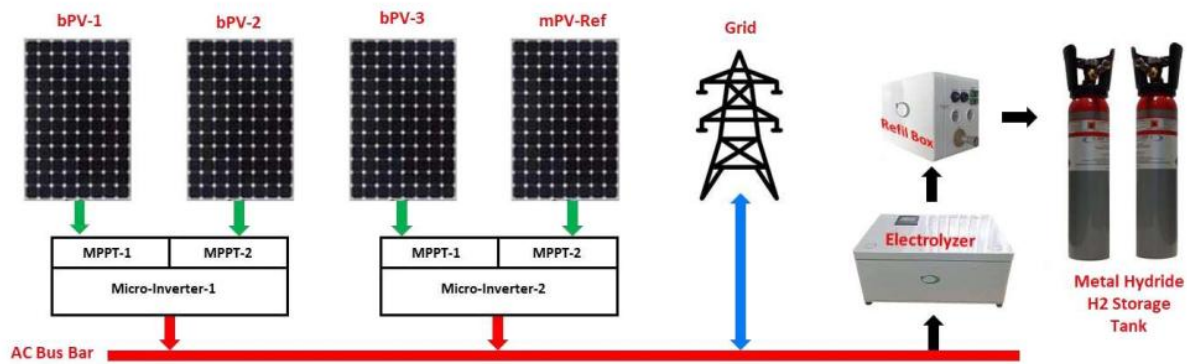 bPV-1
bPV-2
bPV-3
mPV-Ref
Grid
Refil Box
MPPT-1
MPPT-2
MPPT-1
MPPT-2
Electrolyzer
Micro-Inverter-1
Micro-Inverter-2
Metal Hydride
H2 Storage
Tank
AC Bus Bar